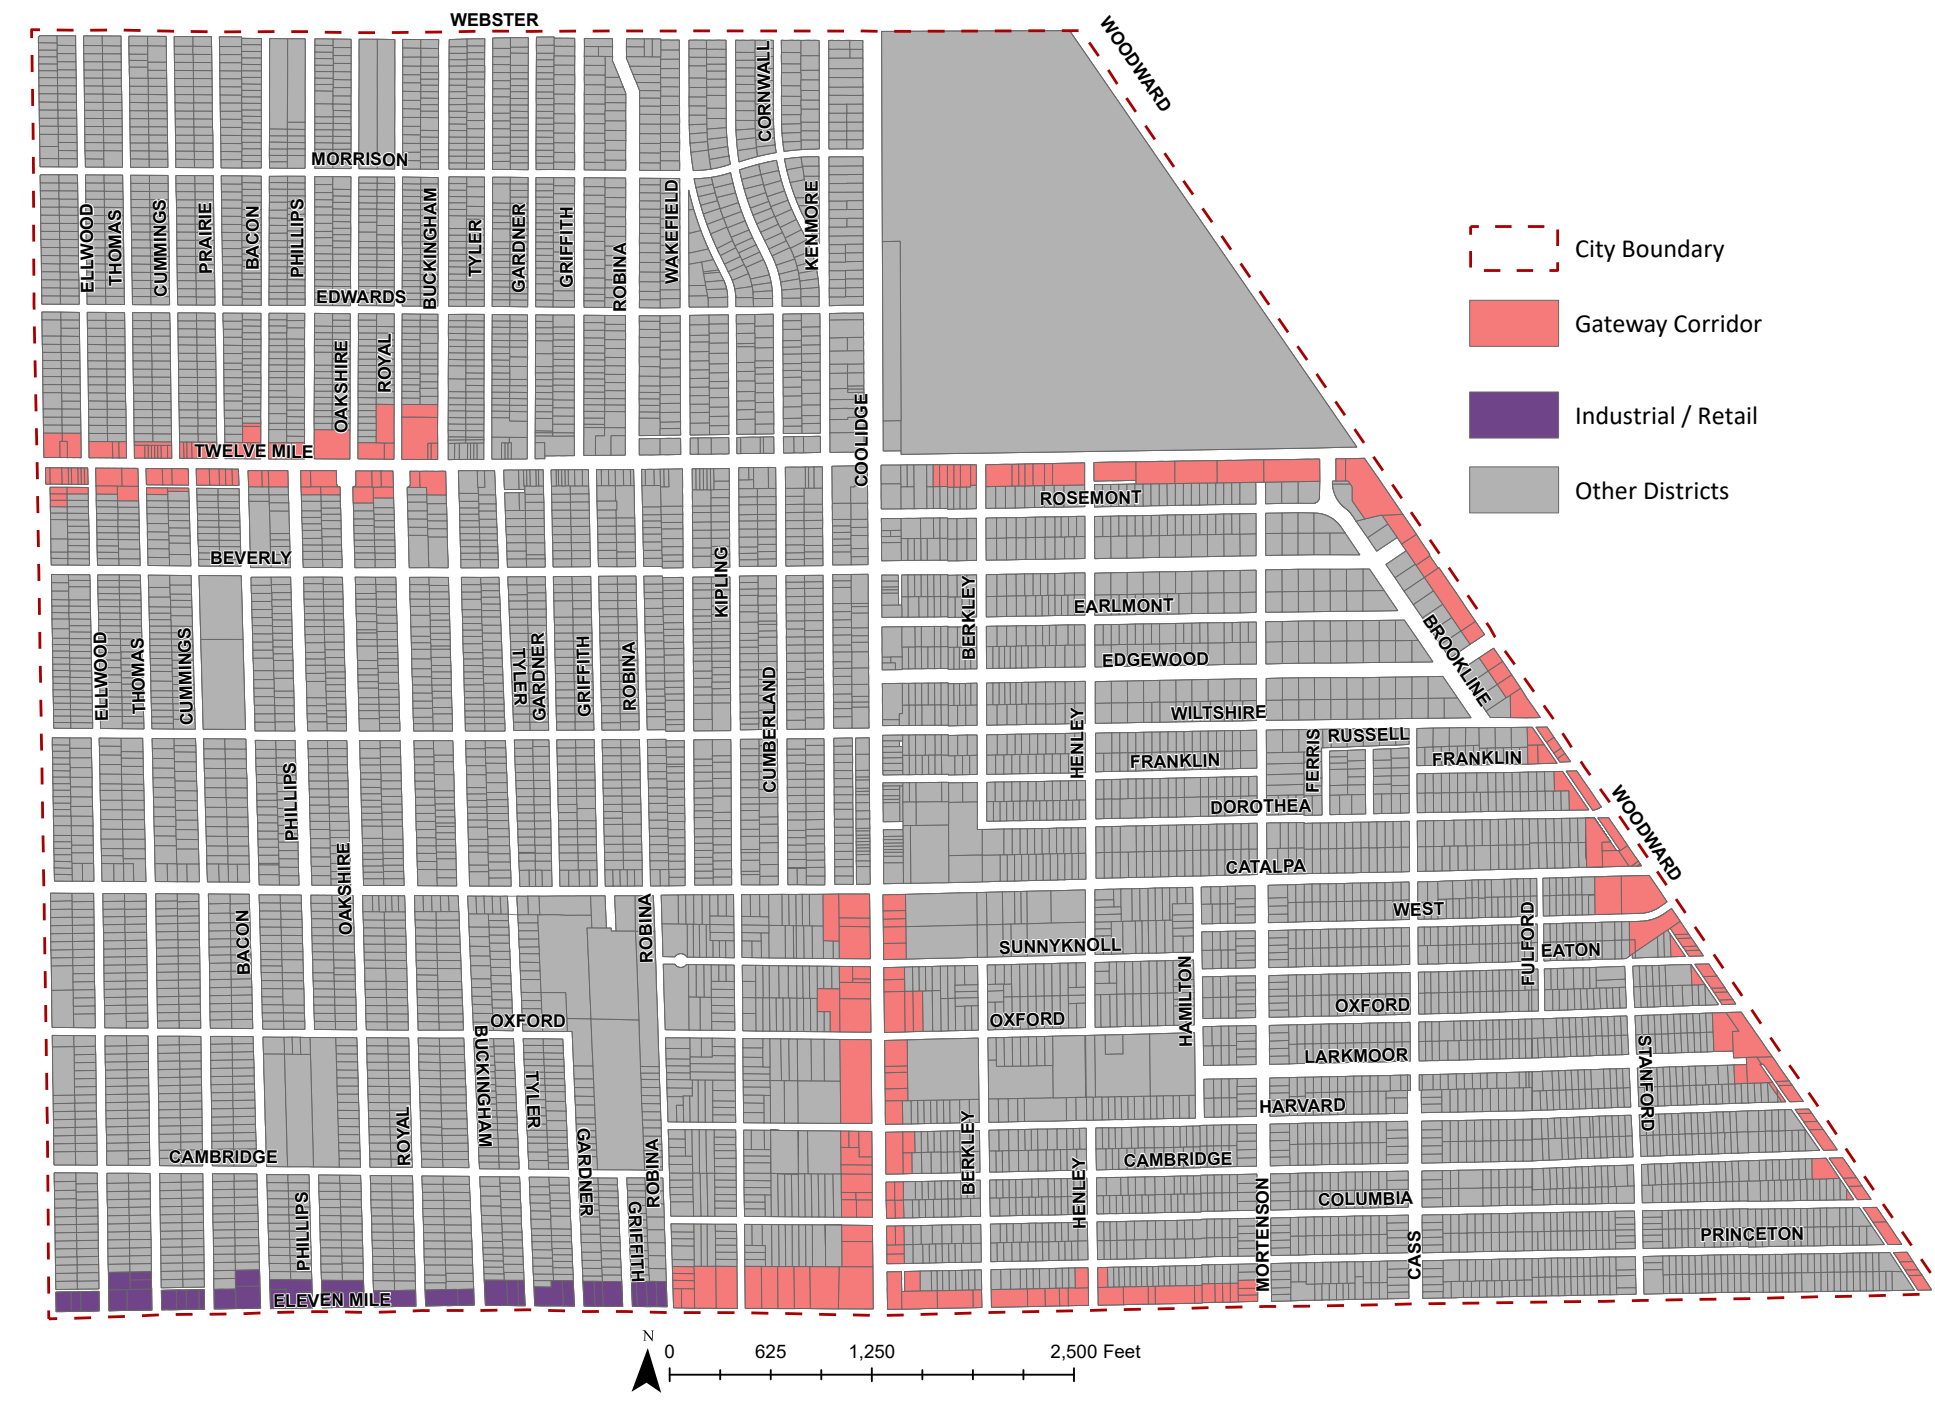 WEBSTER
WOODWARD
CORNWALL
MORRISON
ELLWOOD
THOMAS
CUMMINGS
PRAIRIE
BACON
PHILLIPS
BUCKINGHAM
TYLER
GARDNER
GRIFFITH
ROBINA
WAKEFIELD
KENMORE
City Boundary
EDWARDS
Gateway Corridor
OAKSHIRE
ROYAL
COOLIDGE
Industrial / Retail
TWELVE MILE
ROSEMONT
Other Districts
BEVERLY
KIPLING
BERKLEY
EARLMONT
ELLWOOD
THOMAS
CUMMINGS
TYLER
GARDNER
GRIFFITH
ROBINA
EDGEWOOD
BROOKLINE
CUMBERLAND
HENLEY
WILTSHIRE
FERRIS
RUSSELL
FRANKLIN
FRANKLIN
PHILLIPS
DOROTHEA
WOODWARD
OAKSHIRE
CATALPA
BACON
ROBINA
WEST
FULFORD
SUNNYKNOLL
EATON
HAMILTON
OXFORD
OXFORD
OXFORD
BUCKINGHAM
LARKMOOR
STANFORD
TYLER
ROYAL
HARVARD
BERKLEY
CAMBRIDGE
GARDNER
ROBINA
CAMBRIDGE
HENLEY
PHILLIPS
GRIFFITH
MORTENSON
COLUMBIA
CASS
PRINCETON
ELEVEN MILE
N
0 625 1,250 2,500 Feet